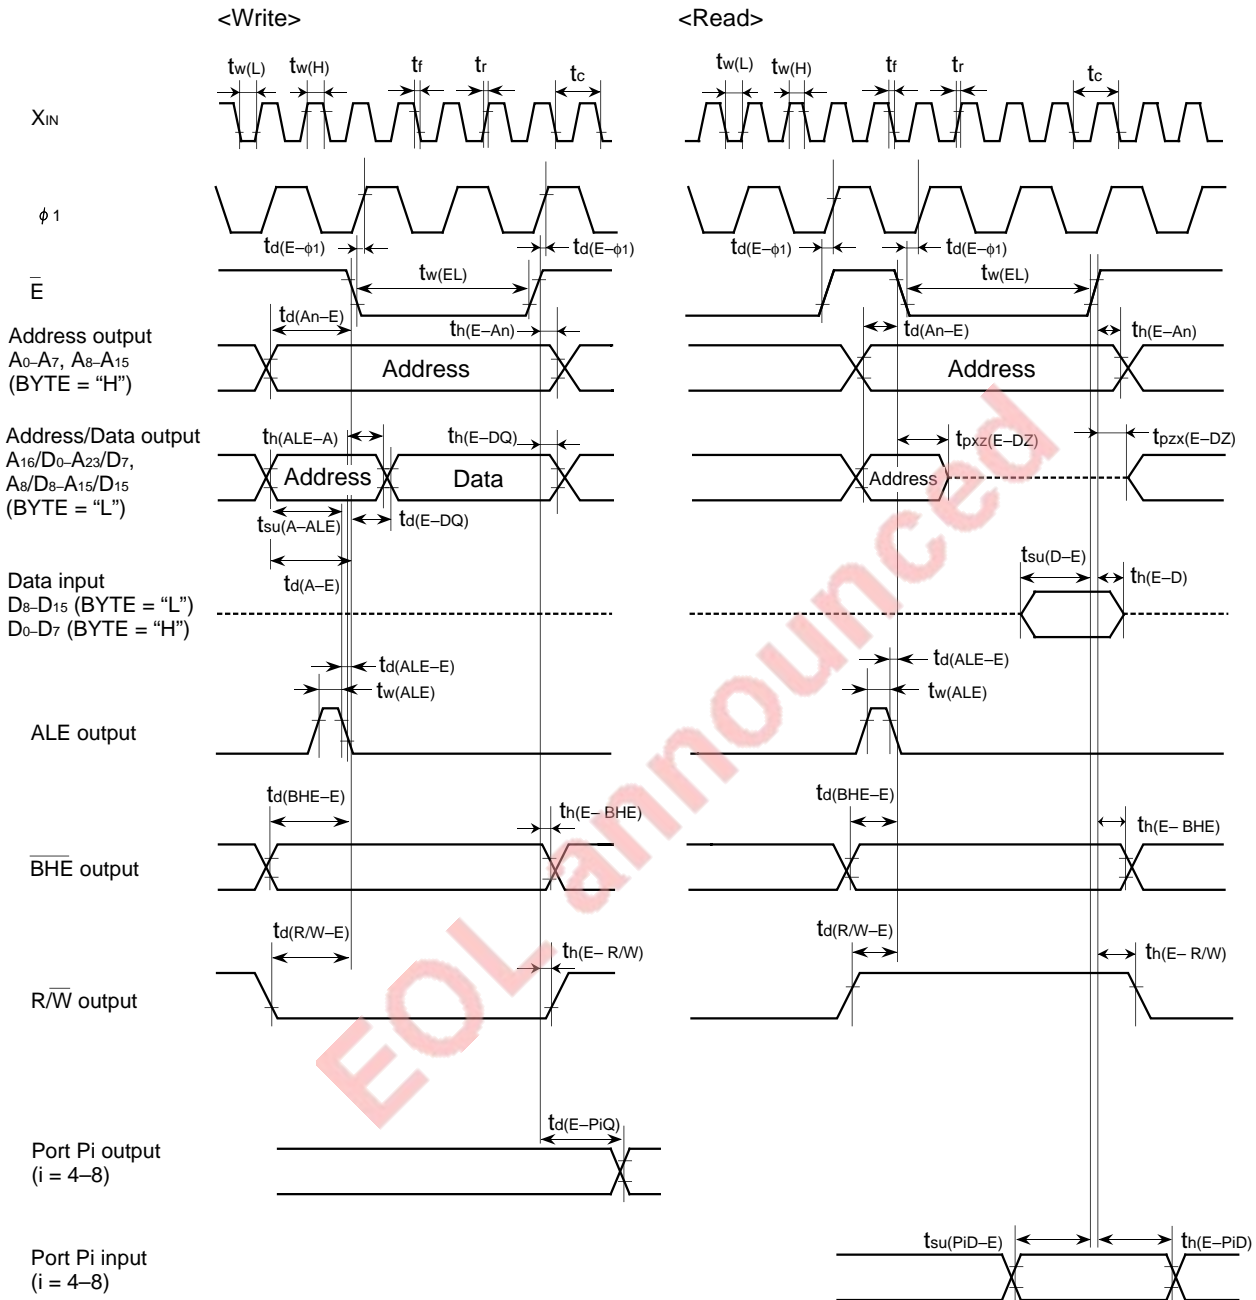 <Write> <Read>
tw(L) tw(H) tf tr tc tw(L) tw(H) tf tr tc
XIN
ϕ1
td(E–ϕ1) td(E–ϕ1) td(E–ϕ1) td(E–ϕ1)
tw(EL) tw(EL)
E̅
td(An–E) th(E–An) td(An–E) th(E–An)
Address output
A0–A7, A8–A15
(BYTE = “H”)
Address Address
Address/Data output
A16/D0–A23/D7,
A8/D8–A15/D15
(BYTE = “L”)
th(ALE–A) th(E–DQ) tpxz(E–DZ) tpzx(E–DZ)
Address Data Address
tsu(A–ALE) td(E–DQ)
td(A–E) tsu(D–E) th(E–D)
Data input
D8–D15 (BYTE = “L”)
D0–D7 (BYTE = “H”)
td(ALE–E) td(ALE–E)
tw(ALE) tw(ALE)
ALE output
td(BHE–E) th(E– BHE) td(BHE–E) th(E– BHE)
B̅H̅E̅ output
td(R/W–E) th(E– R/W) td(R/W–E) th(E– R/W)
R/W̅ output
td(E–PiQ)
Port Pi output
(i = 4–8)
tsu(PiD–E) th(E–PiD)
Port Pi input
(i = 4–8)
EOL announced